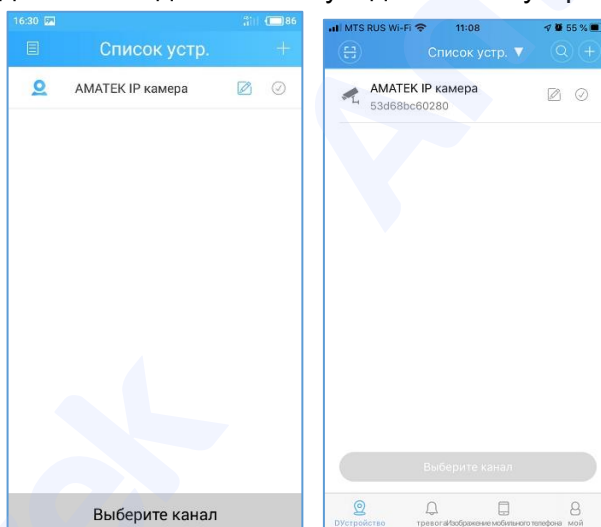 16:30 86
Список устр.
AMATEK IP камера
Выберите канал
MTS RUS Wi-Fi 11:08 55 %
Список устр. ▼
AMATEK IP камера
53d68bc60280
Выберите канал
DУстройство тревога Изображение мобильного телефона мой